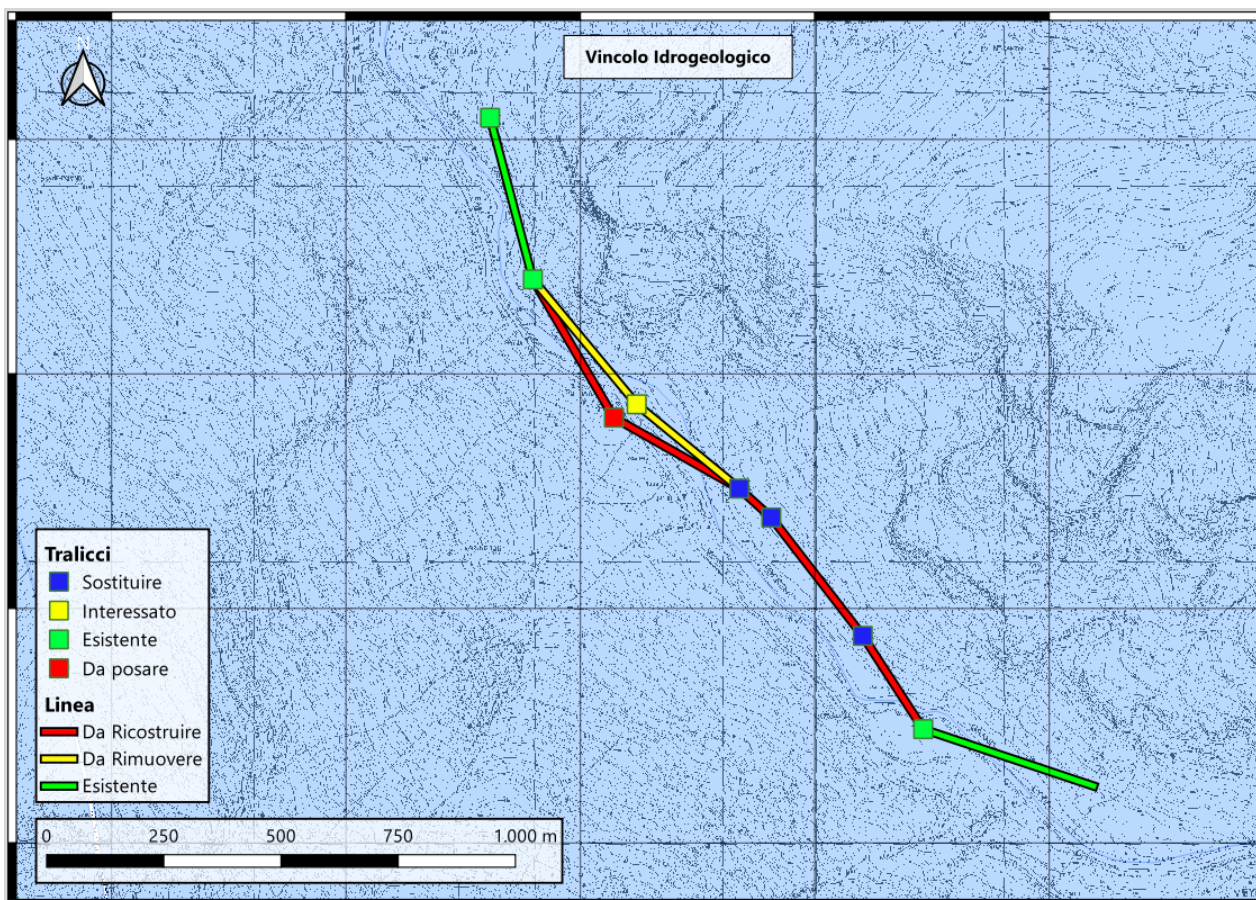 N
Vincolo Idrogeologico
Tralicci
Sostituire
Interessato
Esistente
Da posare
Linea
Da Ricostruire
Da Rimuovere
Esistente
0 250 500 750 1.000 m